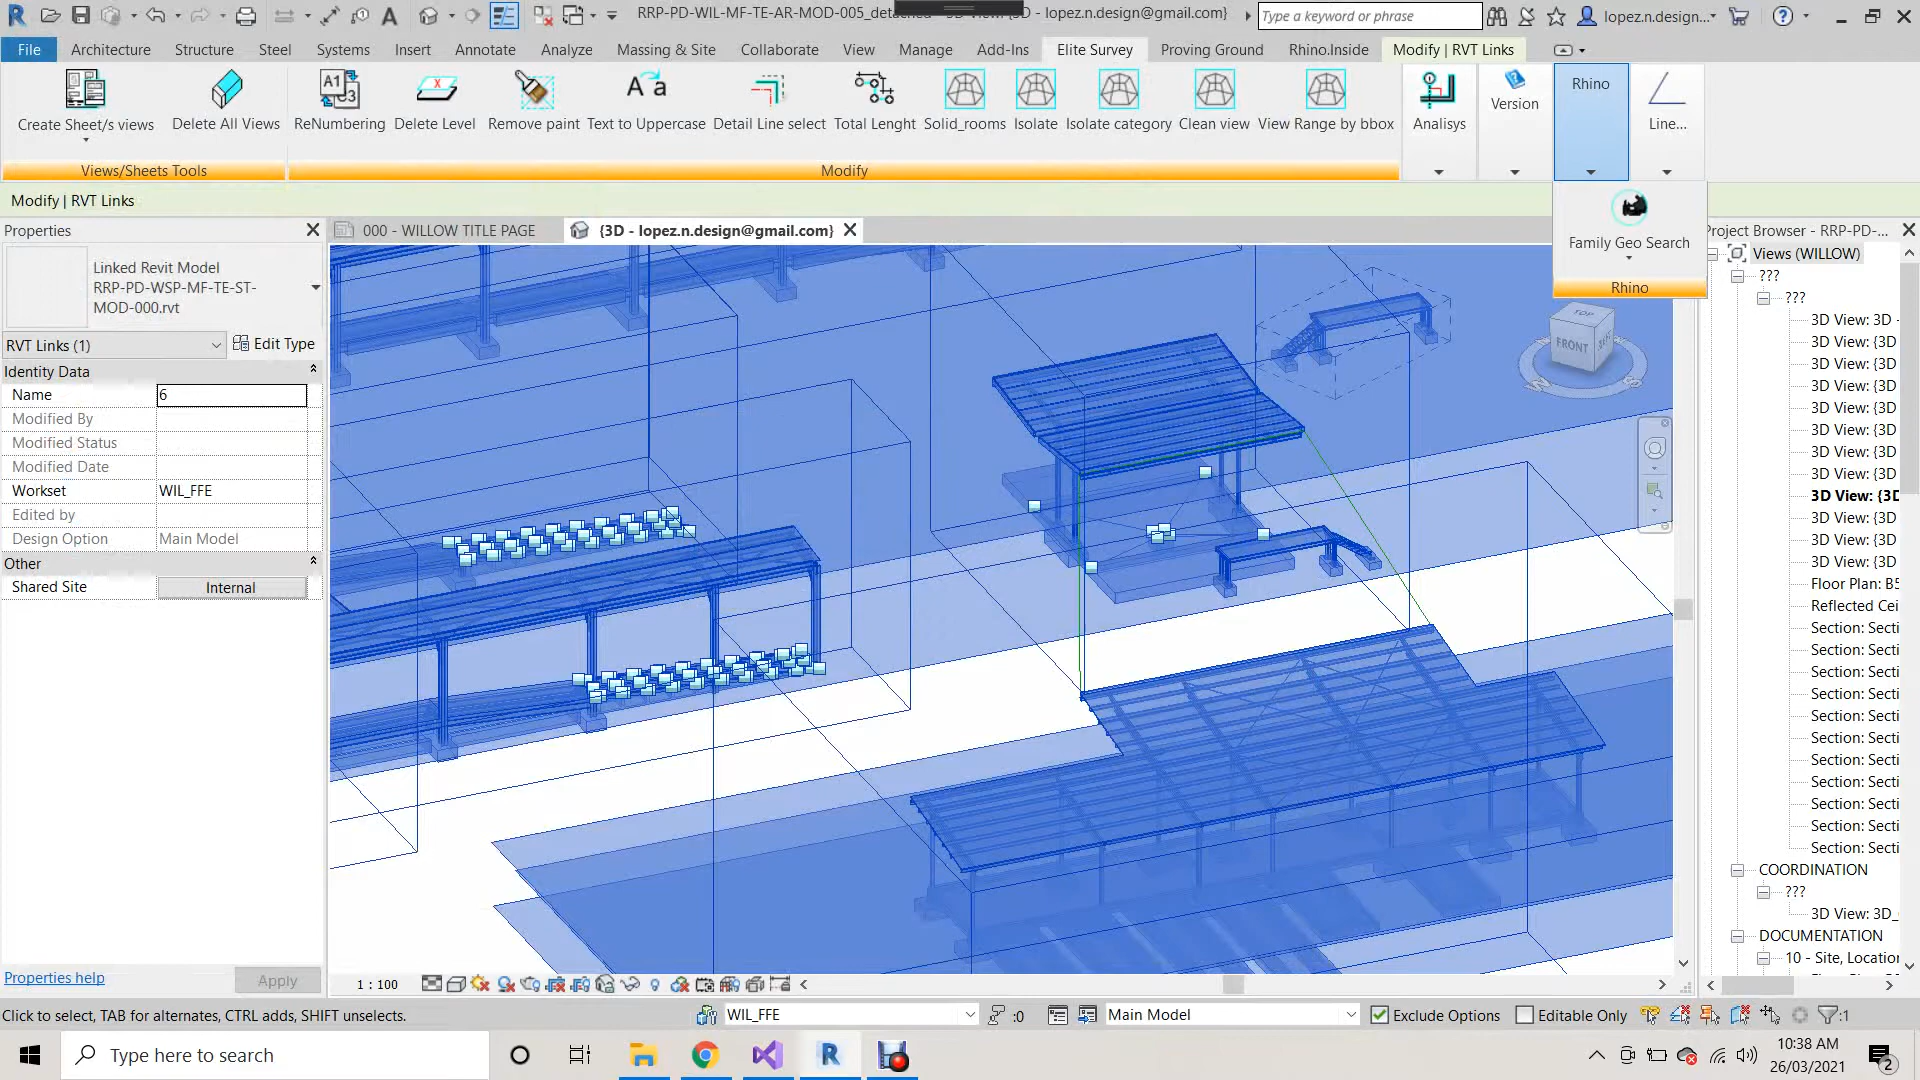 RRP-PD-WIL-MF-TE-AR-MOD-005_detached - 3D View: {3D - lopez.n.design@gmail.com}
Type a keyword or phrase
lopez.n.design...
File
Architecture
Structure
Steel
Systems
Insert
Annotate
Analyze
Massing & Site
Collaborate
View
Manage
Add-Ins
Elite Survey
Proving Ground
Rhino.Inside
Modify | RVT Links
Create Sheet/s views
Delete All Views
ReNumbering
Delete Level
Remove paint
Text to Uppercase
Detail Line select
Total Lenght
Solid_rooms
Isolate
Isolate category
Clean view
View Range by bbox
Analisys
Version
Rhino
Line...
Views/Sheets Tools
Modify
Family Geo Search
Rhino
Modify | RVT Links
Properties
000 - WILLOW TITLE PAGE
{3D - lopez.n.design@gmail.com}
Project Browser - RRP-PD-...
Linked Revit Model
RRP-PD-WSP-MF-TE-ST-
MOD-000.rvt
RVT Links (1)
Edit Type
Identity Data
Name 6
Modified By
Modified Status
Modified Date
Workset WIL_FFE
Edited by
Design Option Main Model
Other
Shared Site Internal
Properties help
Apply
TOP
FRONT
Views (WILLOW)
???
???
3D View: 3D -
3D View: {3D
3D View: {3D
3D View: {3D
3D View: {3D
3D View: {3D
3D View: {3D
3D View: {3D
3D View: {3D
3D View: {3D
3D View: {3D
3D View: {3D
Floor Plan: B5
Reflected Cei
Section: Secti
Section: Secti
Section: Secti
Section: Secti
Section: Secti
Section: Secti
Section: Secti
Section: Secti
Section: Secti
Section: Secti
Section: Secti
COORDINATION
???
3D View: 3D_
DOCUMENTATION
10 - Site, Location
1 : 100
Click to select, TAB for alternates, CTRL adds, SHIFT unselects.
WIL_FFE
:0
Main Model
Exclude Options
Editable Only
:1
Type here to search
10:38 AM
26/03/2021
2